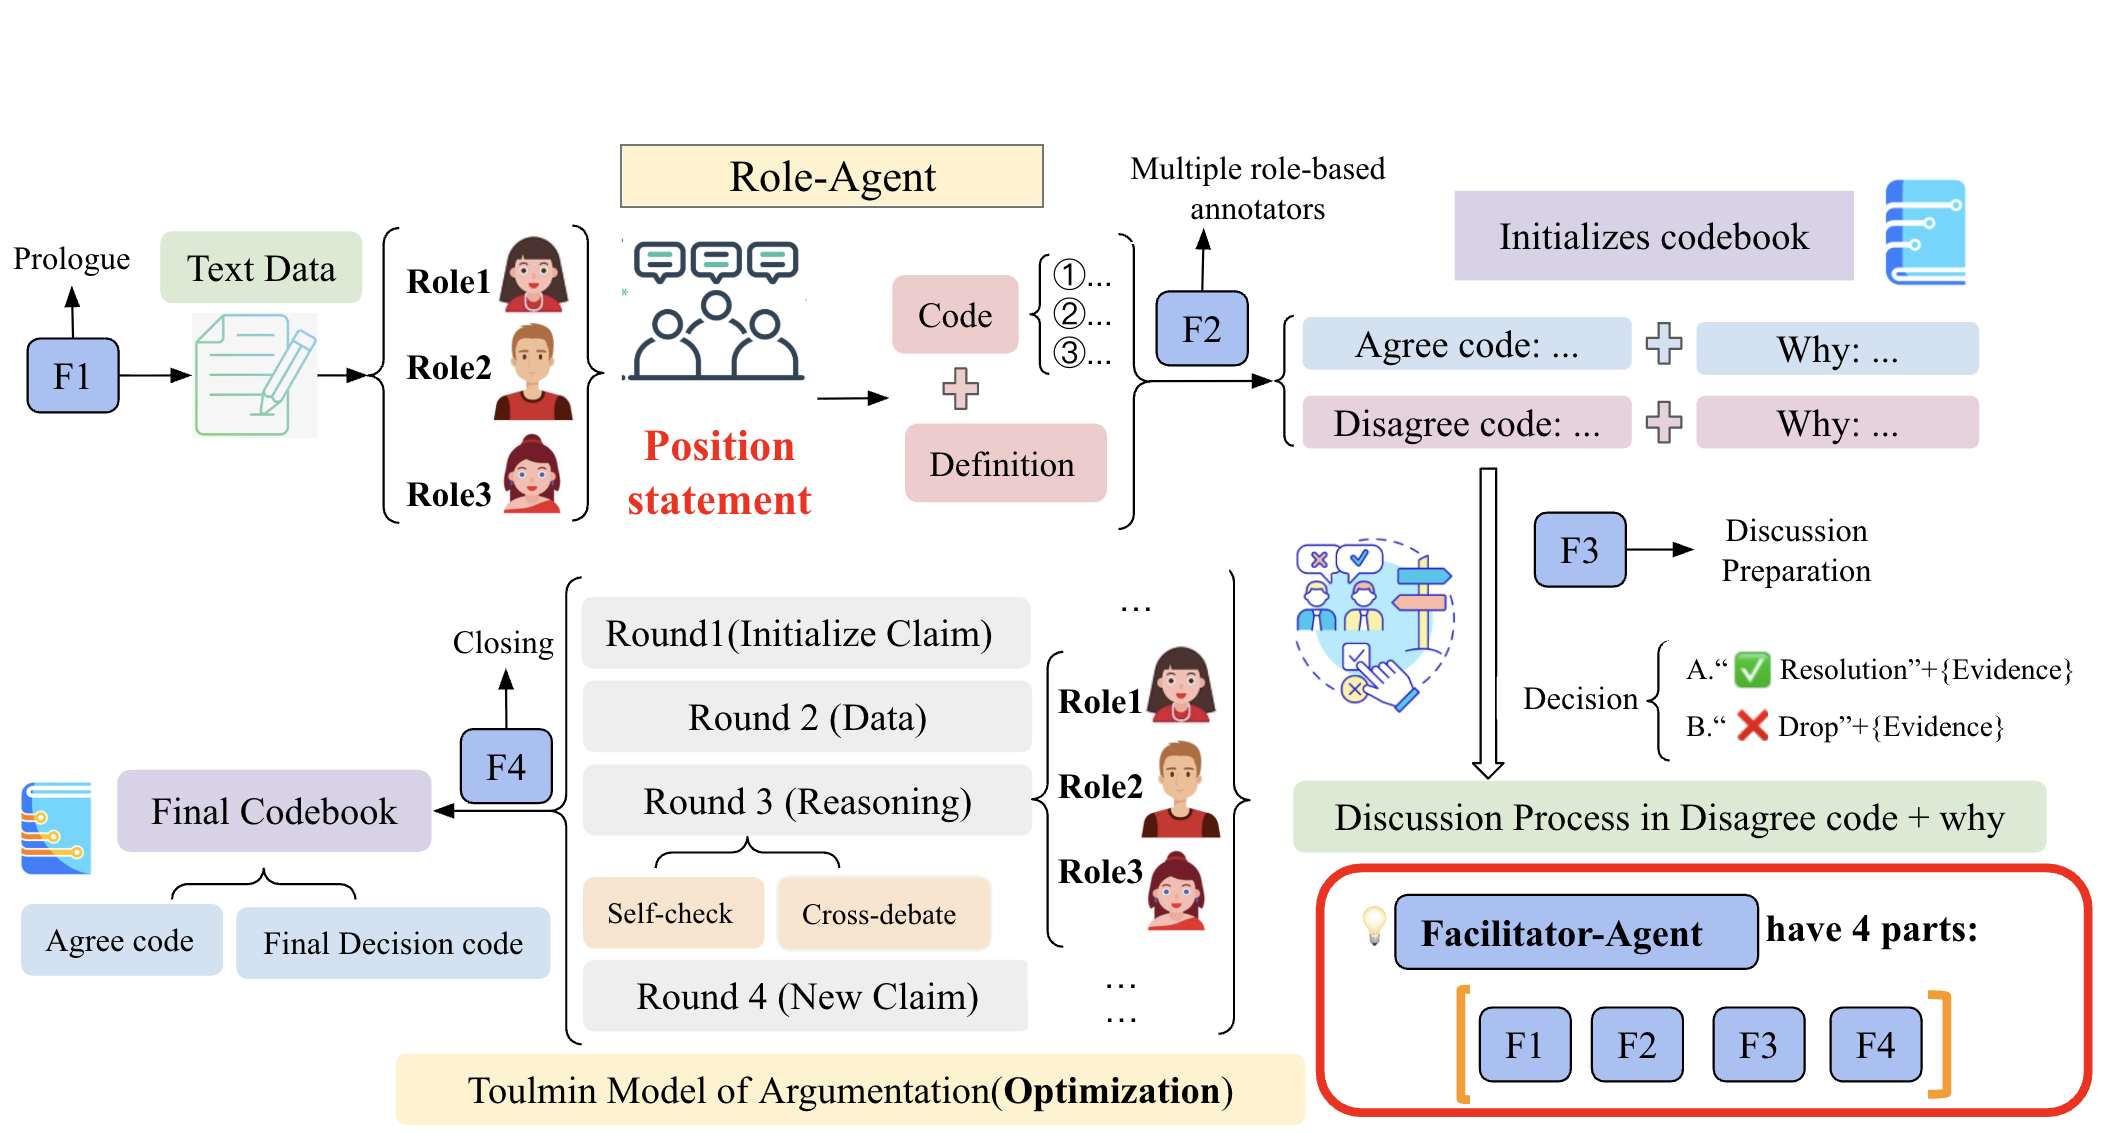 Role-Agent
Multiple role-based
annotators
Initializes codebook
Prologue
Text Data
F1
Role1
Role2
Role3
Position
statement
Code
①...
②...
③...
Definition
F2
Agree code: ...
Why: ...
Disagree code: ...
Why: ...
F3
Discussion
Preparation
Decision
A.“ ✅ Resolution”+{Evidence}
B.“ ❌ Drop”+{Evidence}
Discussion Process in Disagree code + why
Facilitator-Agent have 4 parts:
F1
F2
F3
F4
Round1(Initialize Claim)
...
Round 2 (Data)
Round 3 (Reasoning)
Self-check
Cross-debate
Round 4 (New Claim)
...
...
Role1
Role2
Role3
Toulmin Model of Argumentation(Optimization)
Closing
F4
Final Codebook
Agree code
Final Decision code